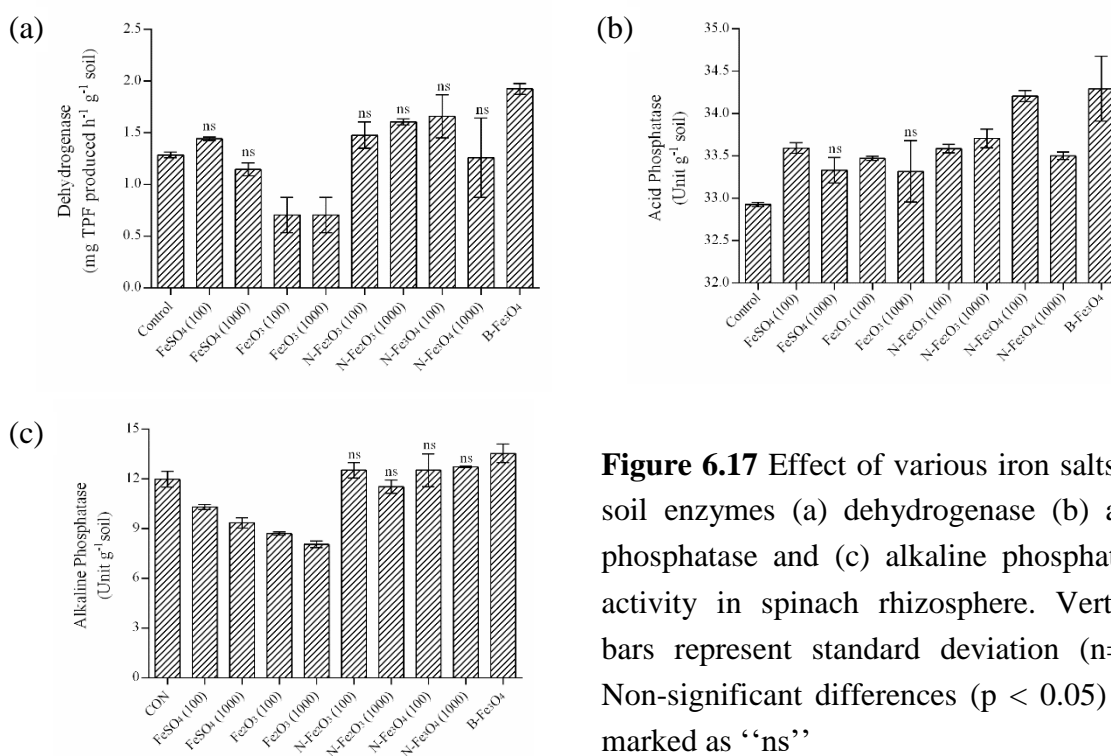 (a)
Dehydrogenase
(mg TPF produced h⁻¹ g⁻¹ soil)
2.5
2.0
1.5
1.0
0.5
0.0
ns
ns
ns
ns
ns
ns
Control
FeSO₄ (100)
FeSO₄ (1000)
Fe₂O₃ (100)
Fe₂O₃ (1000)
N-Fe₂O₃ (100)
N-Fe₂O₃ (1000)
N-Fe₃O₄ (100)
N-Fe₃O₄ (1000)
B-Fe₃O₄
(b)
Acid Phosphatase
(Unit g⁻¹ soil)
35.0
34.5
34.0
33.5
33.0
32.5
32.0
ns
ns
Control
FeSO₄ (100)
FeSO₄ (1000)
Fe₂O₃ (100)
Fe₂O₃ (1000)
N-Fe₂O₃ (100)
N-Fe₂O₃ (1000)
N-Fe₃O₄ (100)
N-Fe₃O₄ (1000)
B-Fe₃O₄
(c)
Alkaline Phosphatase
(Unit g⁻¹ soil)
15
12
9
6
3
0
ns
ns
ns
ns
CON
FeSO₄ (100)
FeSO₄ (1000)
Fe₂O₃ (100)
Fe₂O₃ (1000)
N-Fe₂O₃ (100)
N-Fe₂O₃ (1000)
N-Fe₃O₄ (100)
N-Fe₃O₄ (1000)
B-Fe₃O₄
Figure 6.17 Effect of various iron salts
soil enzymes (a) dehydrogenase (b)
phosphatase and (c) alkaline
activity in spinach rhizosphere.
bars represent standard deviation
Non-significant differences (p < 0.05)
marked as ‘‘ns’’